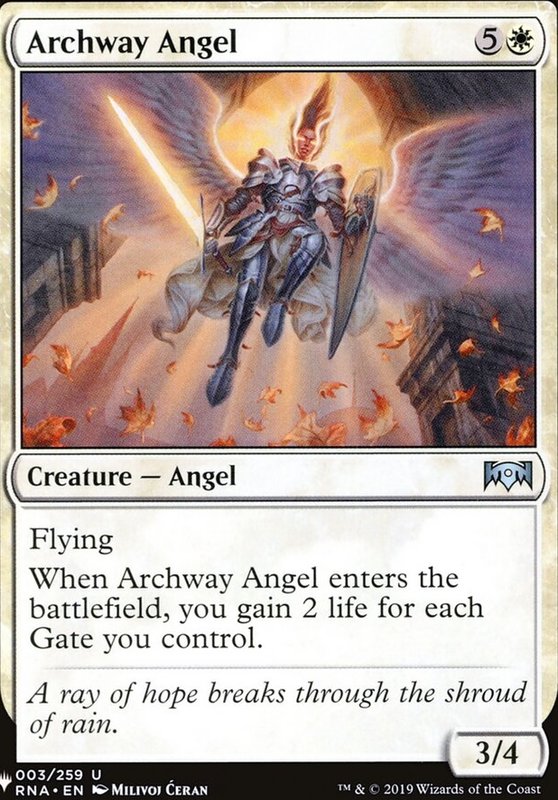 Archway Angel 5
Creature — Angel
Flying
When Archway Angel enters the
battlefield, you gain 2 life for each
Gate you control.
A ray of hope breaks through the shroud
of rain.
3/4
003/259 U
RNA • EN Milivoj Ćeran
™ & © 2019 Wizards of the Coast